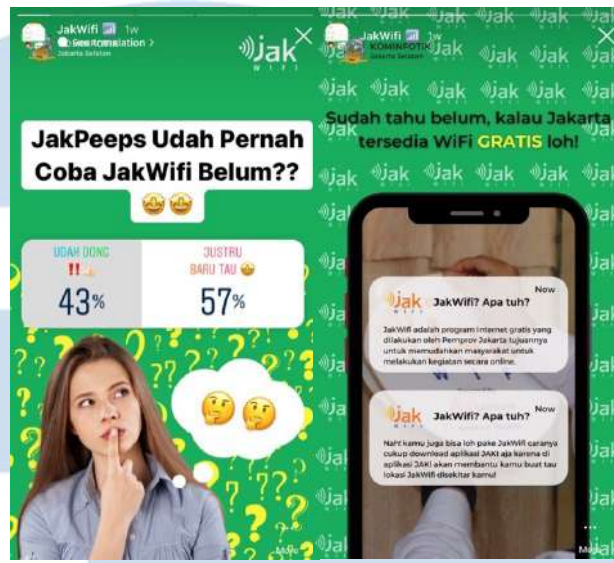 JakWifi 1w
See translation >
Jakarta Selatan
jak
WIFI
JakPeeps Udah Pernah
Coba JakWifi Belum??
UDAH DONG
43%
JUSTRU
BARU TAU
57%
More
JakWifi 1w
KOMINFOTIK
Jakarta Selatan
Sudah tahu belum, kalau Jakarta
tersedia WiFi GRATIS loh!
jak
WIFI
JakWifi? Apa tuh?
Now
JakWifi adalah program internet gratis yang
dilakukan oleh Pemprov Jakarta tujuannya
untuk memudahkan masyarakat untuk
melakukan kegiatan secara online.
jak
WIFI
JakWifi? Apa tuh?
Now
Nah! kamu juga bisa loh pake JakWifi caranya
cukup download aplikasi JAKI aja karena di
aplikasi JAKI akan membantu kamu buat tau
lokasi JakWifi disekitar kamu!
More